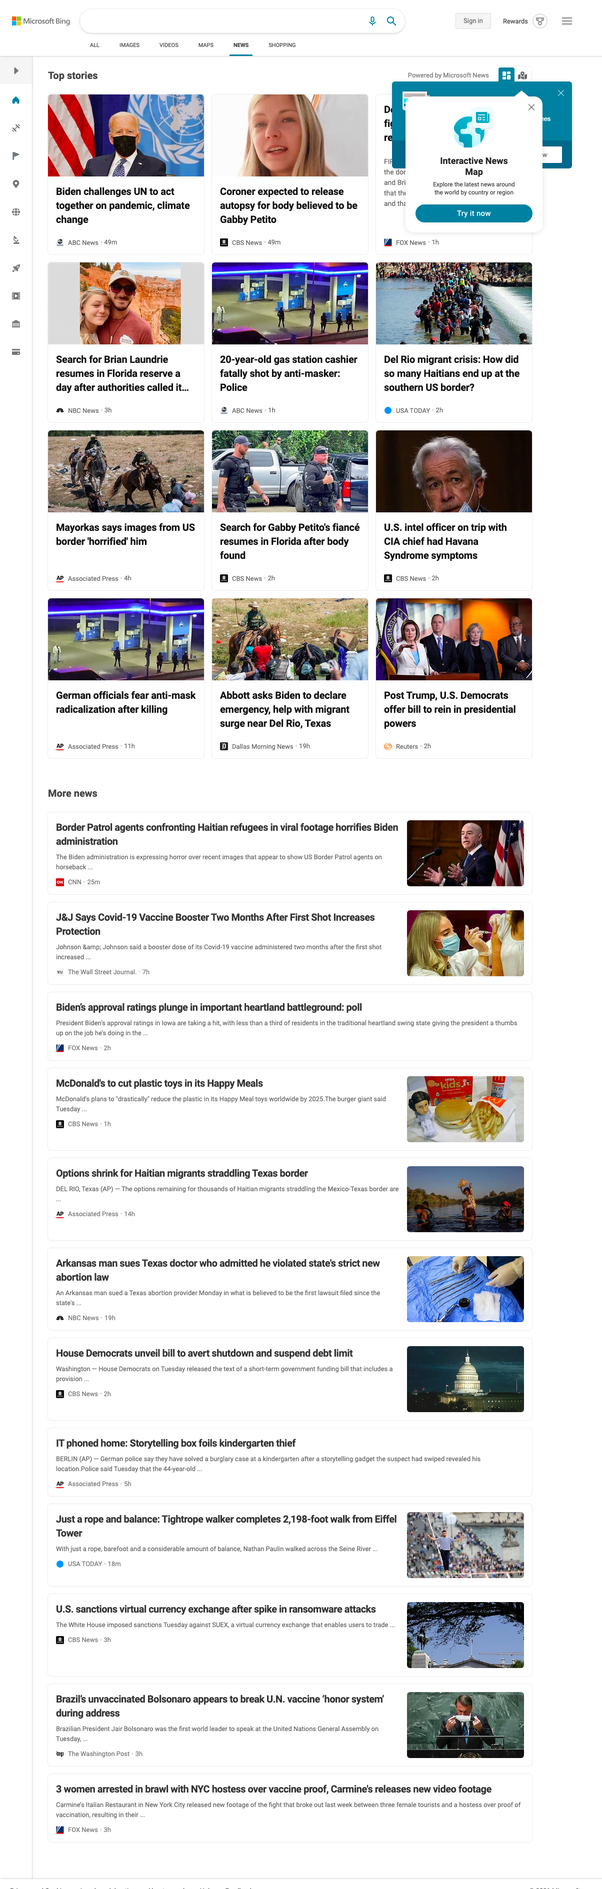 Microsoft Bing
Sign in
Rewards
ALL
IMAGES
VIDEOS
MAPS
NEWS
SHOPPING
Top stories
Powered by Microsoft News
Interactive News
Map
Explore the latest news around
the world by country or region
Try it now
Biden challenges UN to act
together on pandemic, climate
change
ABC News · 49m
Coroner expected to release
autopsy for body believed to be
Gabby Petito
CBS News · 49m
FOX News · 1h
Search for Brian Laundrie
resumes in Florida reserve a
day after authorities called it...
NBC News · 3h
20-year-old gas station cashier
fatally shot by anti-masker:
Police
ABC News · 1h
Del Rio migrant crisis: How did
so many Haitians end up at the
southern US border?
USA TODAY · 2h
Mayorkas says images from US
border 'horrified' him
Associated Press · 4h
Search for Gabby Petito's fiancé
resumes in Florida after body
found
CBS News · 2h
U.S. intel officer on trip with
CIA chief had Havana
Syndrome symptoms
CBS News · 2h
German officials fear anti-mask
radicalization after killing
Associated Press · 11h
Abbott asks Biden to declare
emergency, help with migrant
surge near Del Rio, Texas
Dallas Morning News · 19h
Post Trump, U.S. Democrats
offer bill to rein in presidential
powers
Reuters · 2h
More news
Border Patrol agents confronting Haitian refugees in viral footage horrifies Biden
administration
The Biden administration is expressing horror over recent images that appear to show US Border Patrol agents on
horseback ...
CNN · 25m
J&J Says Covid-19 Vaccine Booster Two Months After First Shot Increases
Protection
Johnson &amp; Johnson said a booster dose of its Covid-19 vaccine administered two months after the first shot
increased ...
The Wall Street Journal. · 7h
Biden's approval ratings plunge in important heartland battleground: poll
President Biden's approval ratings in Iowa are taking a hit, with less than a third of residents in the traditional heartland swing state giving the president a thumbs
up on the job he's doing in the ...
FOX News · 2h
McDonald's to cut plastic toys in its Happy Meals
McDonald's plans to "drastically" reduce the plastic in its Happy Meal toys worldwide by 2025.The burger giant said
Tuesday ...
CBS News · 1h
Options shrink for Haitian migrants straddling Texas border
DEL RIO, Texas (AP) — The options remaining for thousands of Haitian migrants straddling the Mexico-Texas border are
...
Associated Press · 14h
Arkansas man sues Texas doctor who admitted he violated state's strict new
abortion law
An Arkansas man sued a Texas abortion provider Monday in what is believed to be the first lawsuit filed since the
state's ...
NBC News · 19h
House Democrats unveil bill to avert shutdown and suspend debt limit
Washington — House Democrats on Tuesday released the text of a short-term government funding bill that includes a
provision ...
CBS News · 2h
IT phoned home: Storytelling box foils kindergarten thief
BERLIN (AP) — German police say they have solved a burglary case at a kindergarten after a storytelling gadget the suspect had swiped revealed his
location.Police said Tuesday that the 44-year-old ...
Associated Press · 5h
Just a rope and balance: Tightrope walker completes 2,198-foot walk from Eiffel
Tower
With just a rope, barefoot and a considerable amount of balance, Nathan Paulin walked across the Seine River ...
USA TODAY · 18m
U.S. sanctions virtual currency exchange after spike in ransomware attacks
The White House imposed sanctions Tuesday against SUEX, a virtual currency exchange that enables users to trade ...
CBS News · 3h
Brazil's unvaccinated Bolsonaro appears to break U.N. vaccine 'honor system'
during address
Brazilian President Jair Bolsonaro was the first world leader to speak at the United Nations General Assembly on
Tuesday, ...
The Washington Post · 3h
3 women arrested in brawl with NYC hostess over vaccine proof, Carmine's releases new video footage
Carmine's Italian Restaurant in New York City released new footage of the fight that broke out last week between three female tourists and a hostess over proof of
vaccination, resulting in their ...
FOX News · 3h